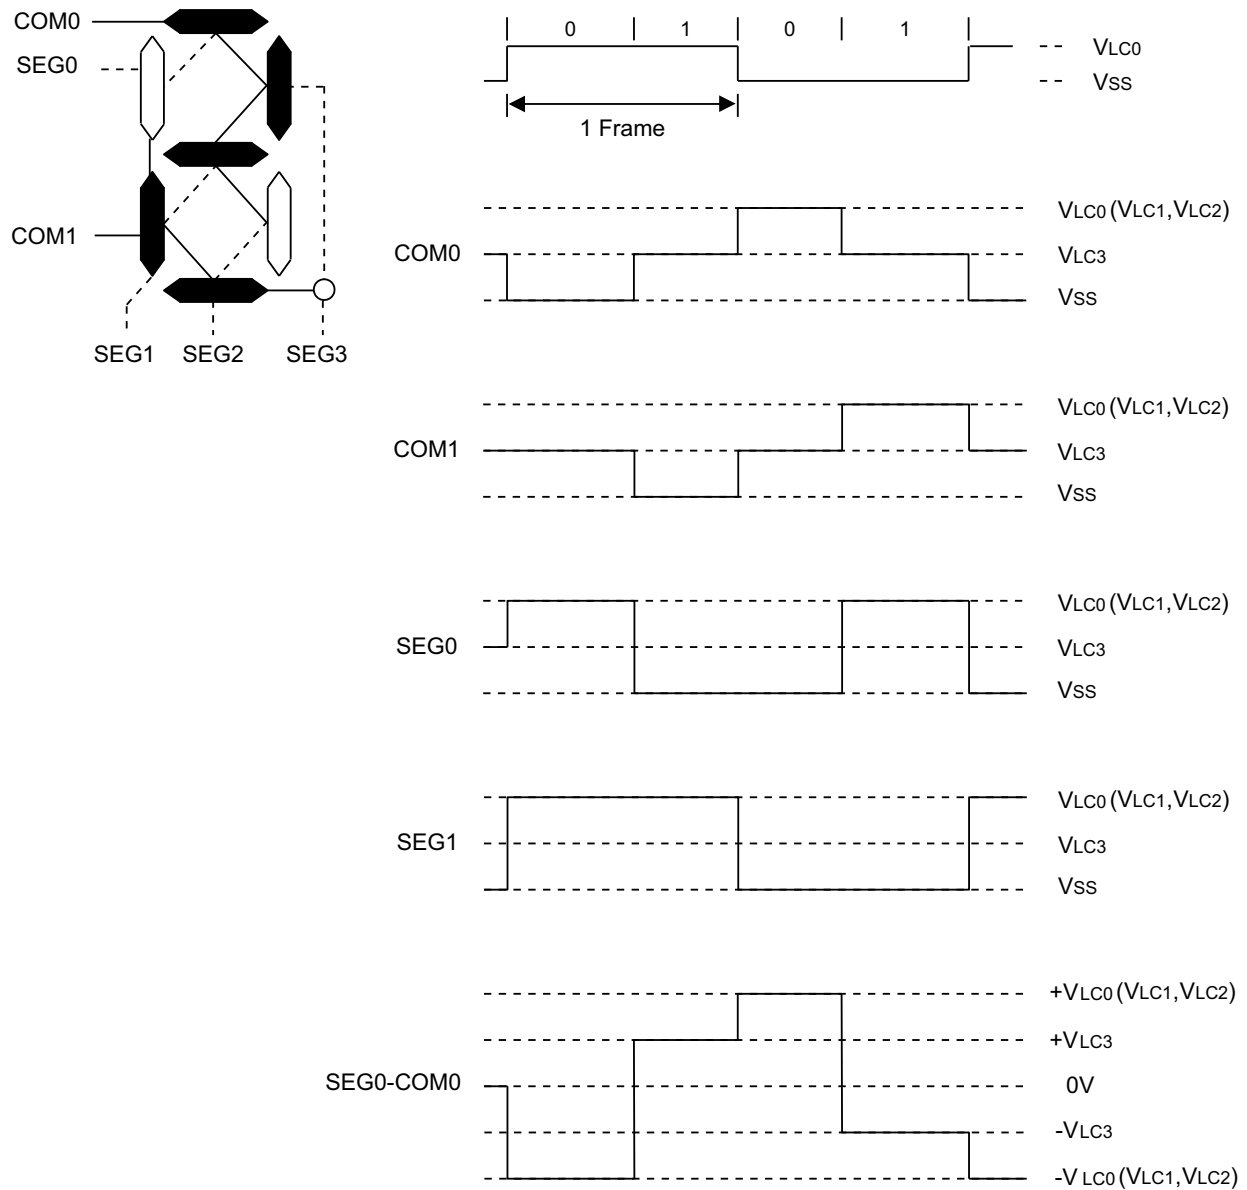 COM0
SEG0
COM1
SEG1 SEG2 SEG3
0 1 0 1
VLC0
VSS
1 Frame
COM0
VLC0(VLC1,VLC2)
VLC3
VSS
COM1
VLC0(VLC1,VLC2)
VLC3
VSS
SEG0
VLC0(VLC1,VLC2)
VLC3
VSS
SEG1
VLC0(VLC1,VLC2)
VLC3
VSS
SEG0-COM0
+VLC0(VLC1,VLC2)
+VLC3
0V
-VLC3
-VLC0(VLC1,VLC2)